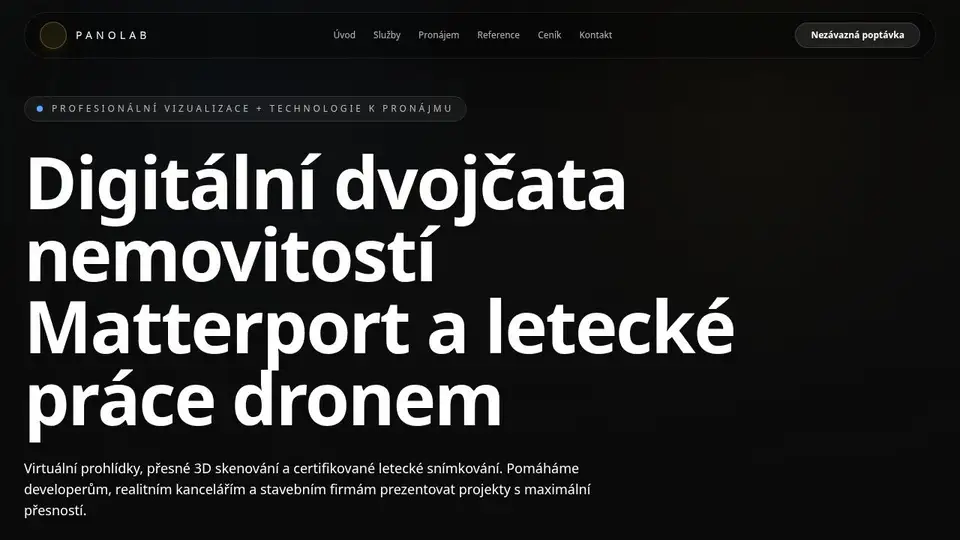 PANOLAB
Úvod Služby Pronájem Reference Ceník Kontakt
Nezávazná poptávka
PROFESIONÁLNÍ VIZUALIZACE + TECHNOLOGIE K PRONÁJMU
Digitální dvojčata
nemovitostí
Matterport a letecké
práce dronem
Virtuální prohlídky, přesné 3D skenování a certifikované letecké snímkování. Pomáháme
developerům, realitním kancelářím a stavebním firmám prezentovat projekty s maximální
přesností.